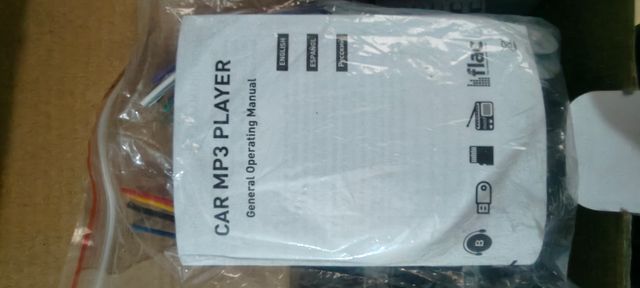 CAR MP3 PLAYER
General Operating Manual
ENGLISH
ESPAÑOL
Русский
flac
B